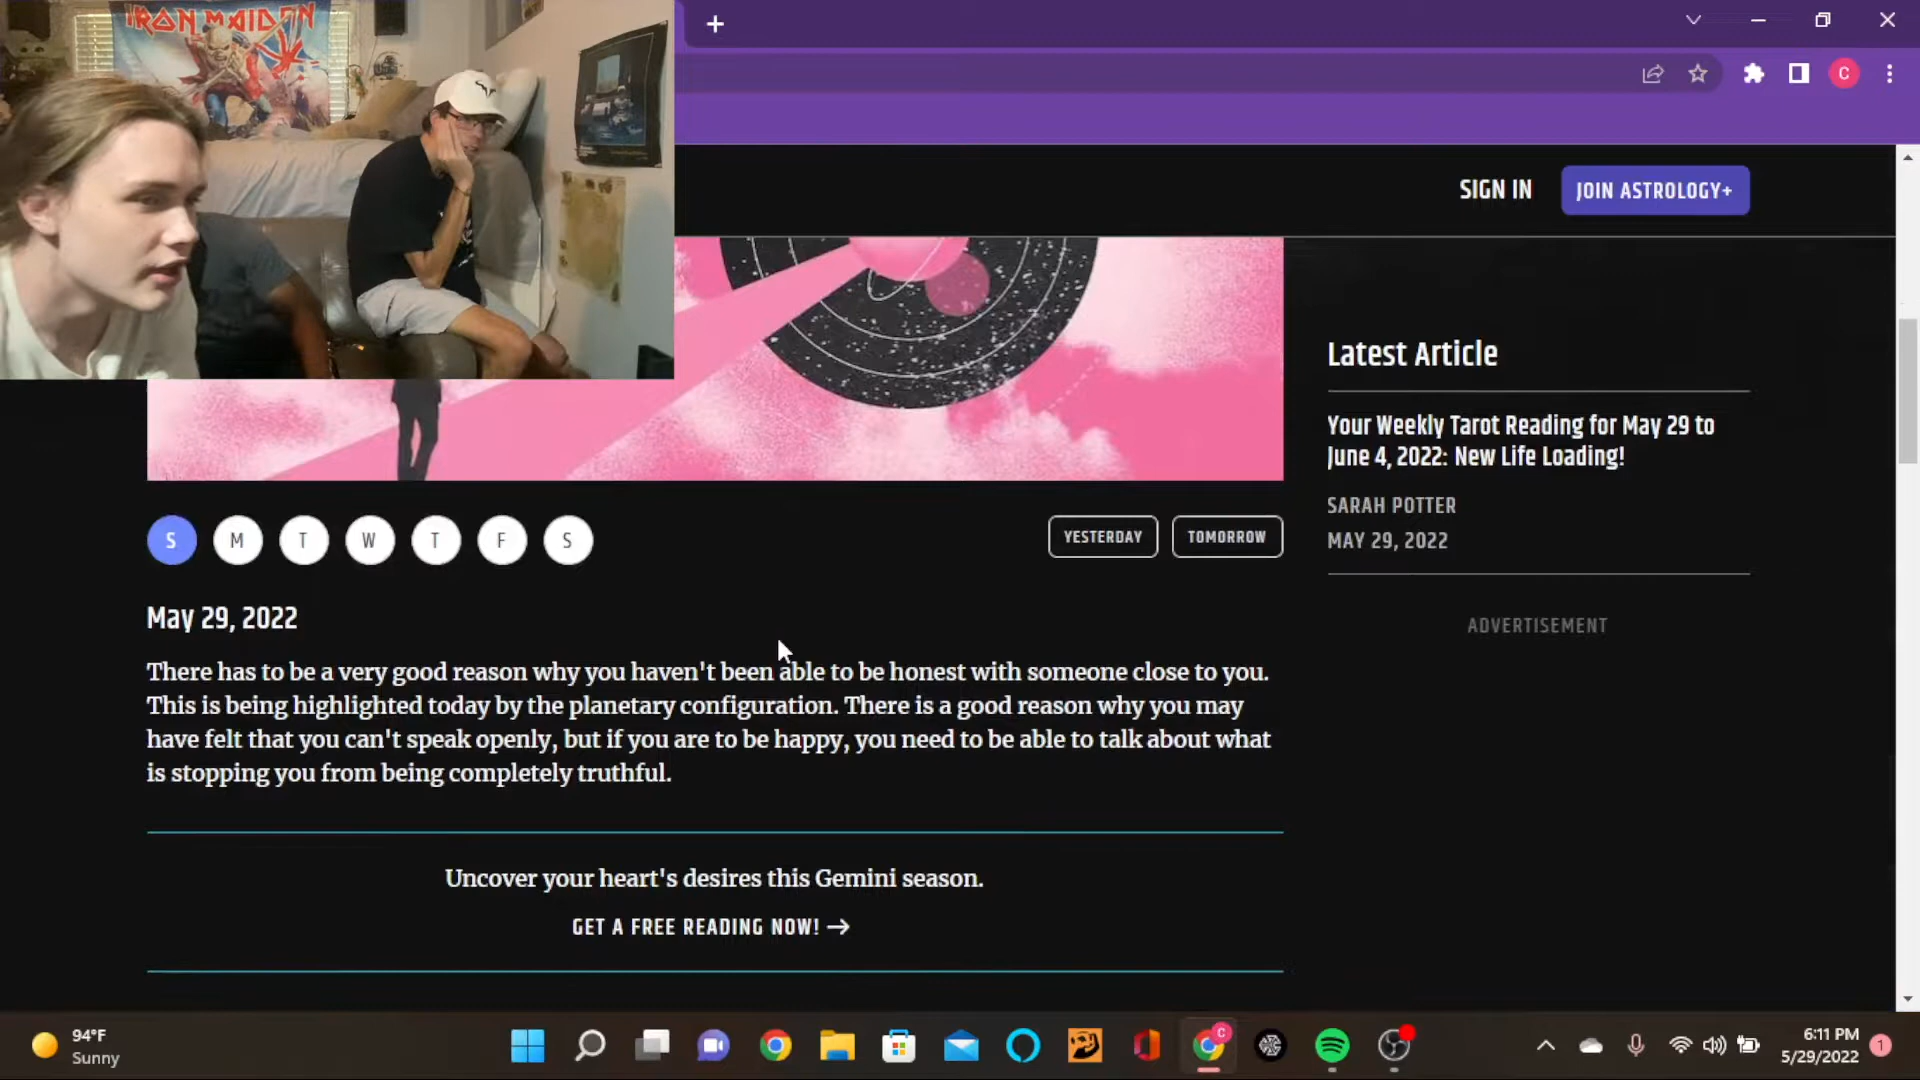 IRON MAIDEN
C
SIGN IN
JOIN ASTROLOGY+
Latest Article
Your Weekly Tarot Reading for May 29 to
June 4, 2022: New Life Loading!
SARAH POTTER
MAY 29, 2022
ADVERTISEMENT
S M T W T F S
YESTERDAY TOMORROW
May 29, 2022
There has to be a very good reason why you haven't been able to be honest with someone close to you.
This is being highlighted today by the planetary configuration. There is a good reason why you may
have felt that you can't speak openly, but if you are to be happy, you need to be able to talk about what
is stopping you from being completely truthful.
Uncover your heart's desires this Gemini season.
GET A FREE READING NOW! →
94°F
Sunny
C
6:11 PM
5/29/2022
1